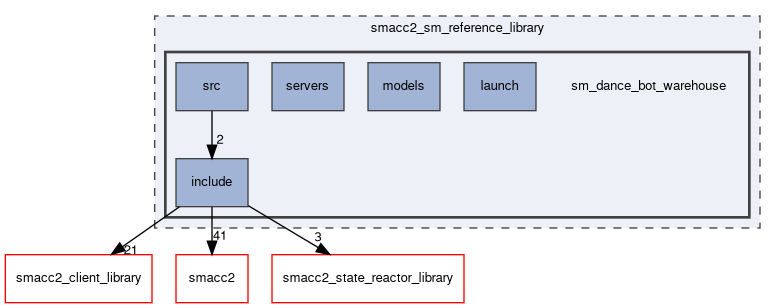 smacc2_sm_reference_library
src
servers
models
launch
sm_dance_bot_warehouse
2
include
21
41
3
smacc2_client_library
smacc2
smacc2_state_reactor_library